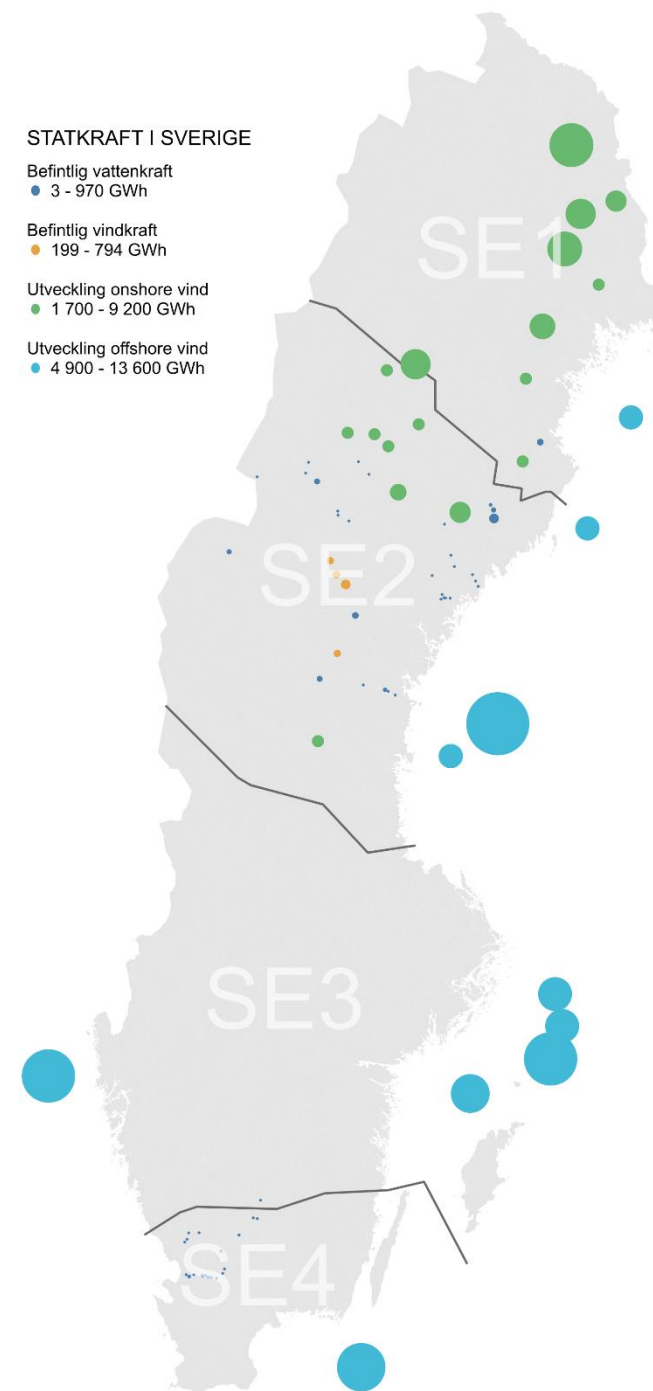 STATKRAFT I SVERIGE
Befintlig vattenkraft
3 - 970 GWh
Befintlig vindkraft
199 - 794 GWh
Utveckling onshore vind
1 700 - 9 200 GWh
Utveckling offshore vind
4 900 - 13 600 GWh
SE1
SE2
SE3
SE4